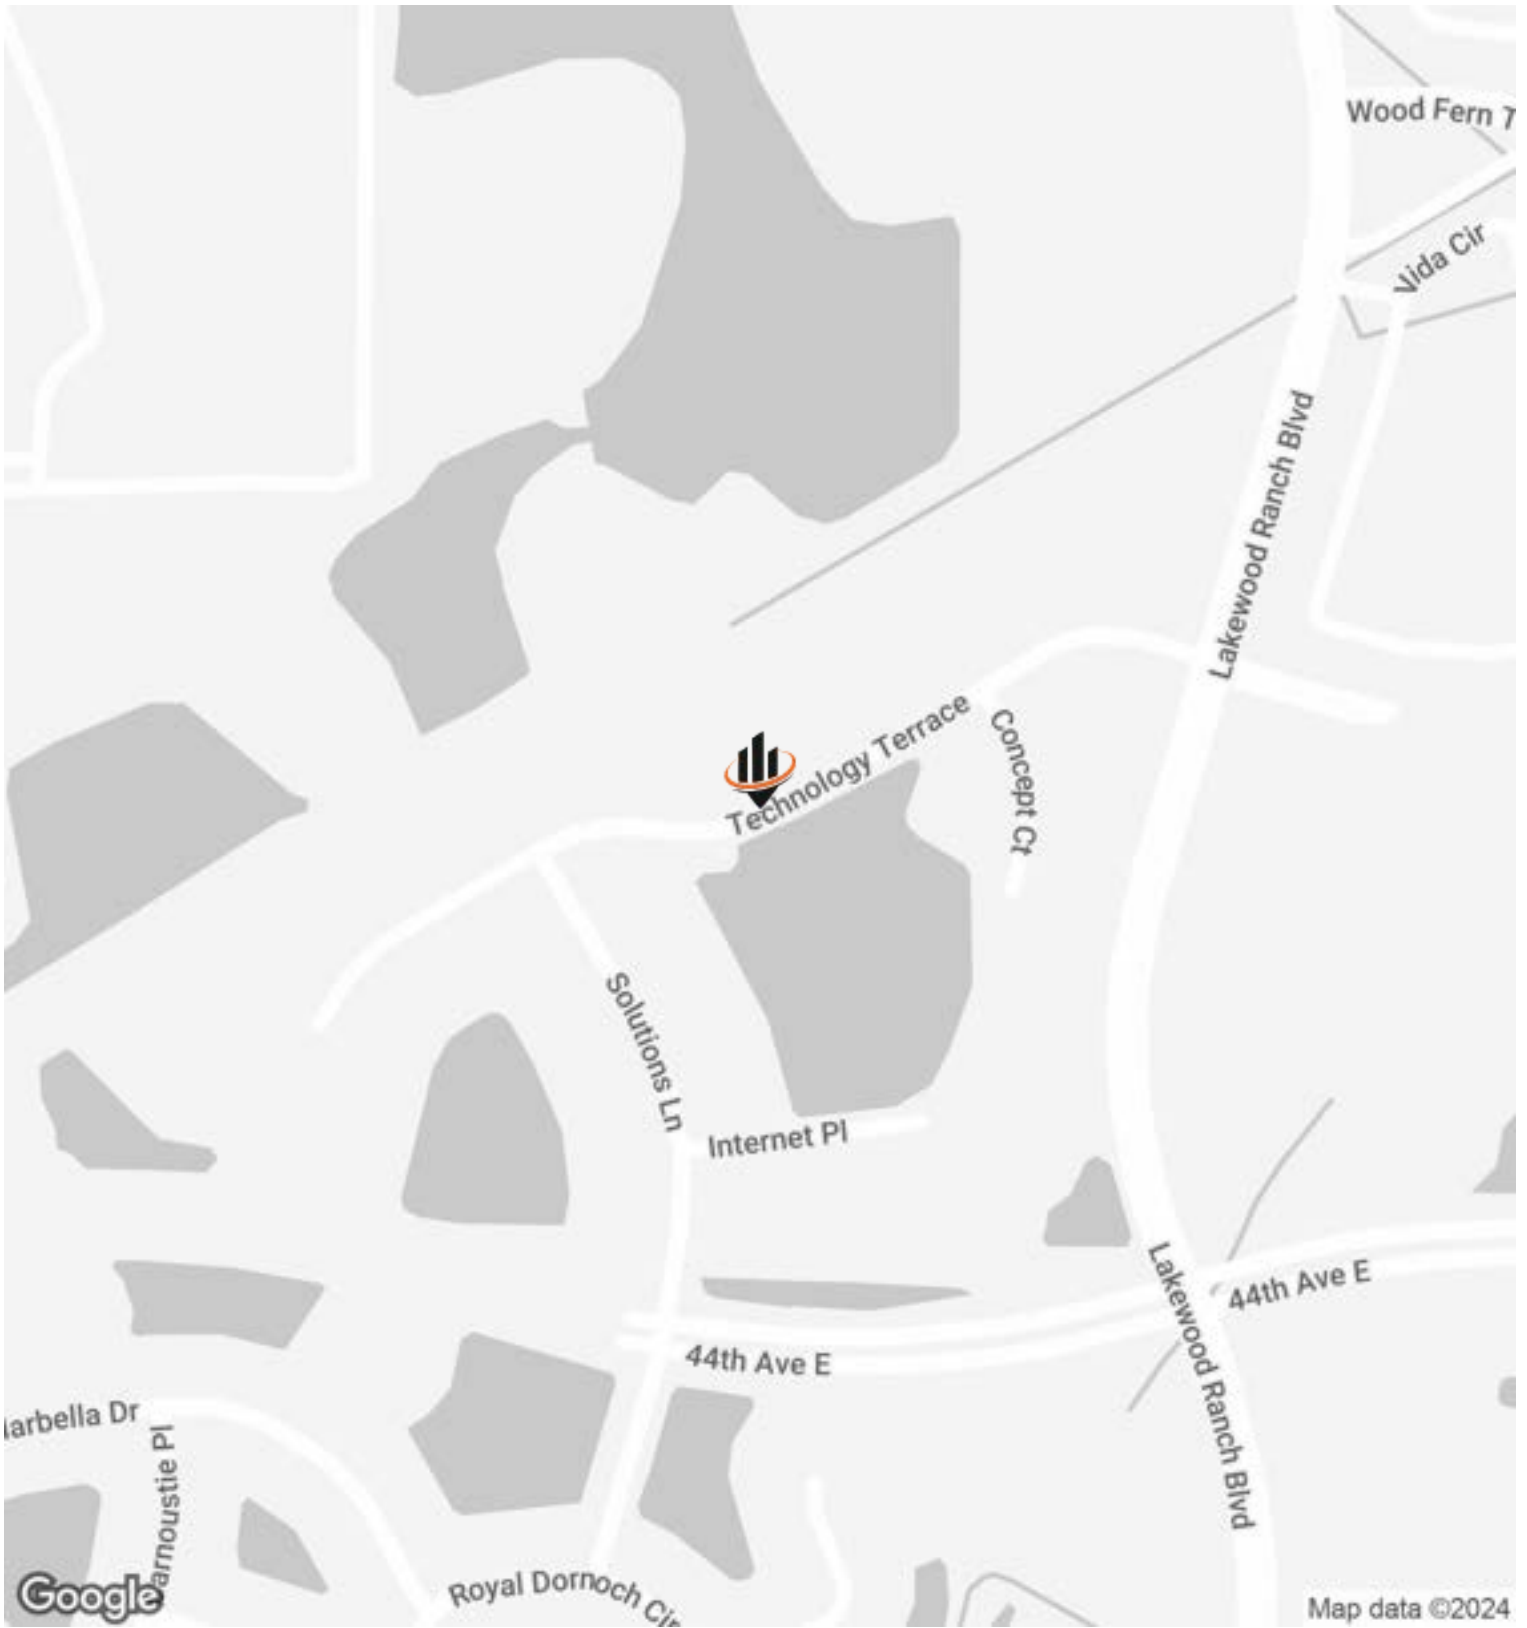 Wood Fern T
Vida Cir
Lakewood Ranch Blvd
Technology Terrace
Concept Ct
Solutions Ln
Internet Pl
44th Ave E
Lakewood Ranch Blvd
44th Ave E
arbella Dr
arnoustie Pl
Royal Dornoch Cir
Google
Map data ©2024